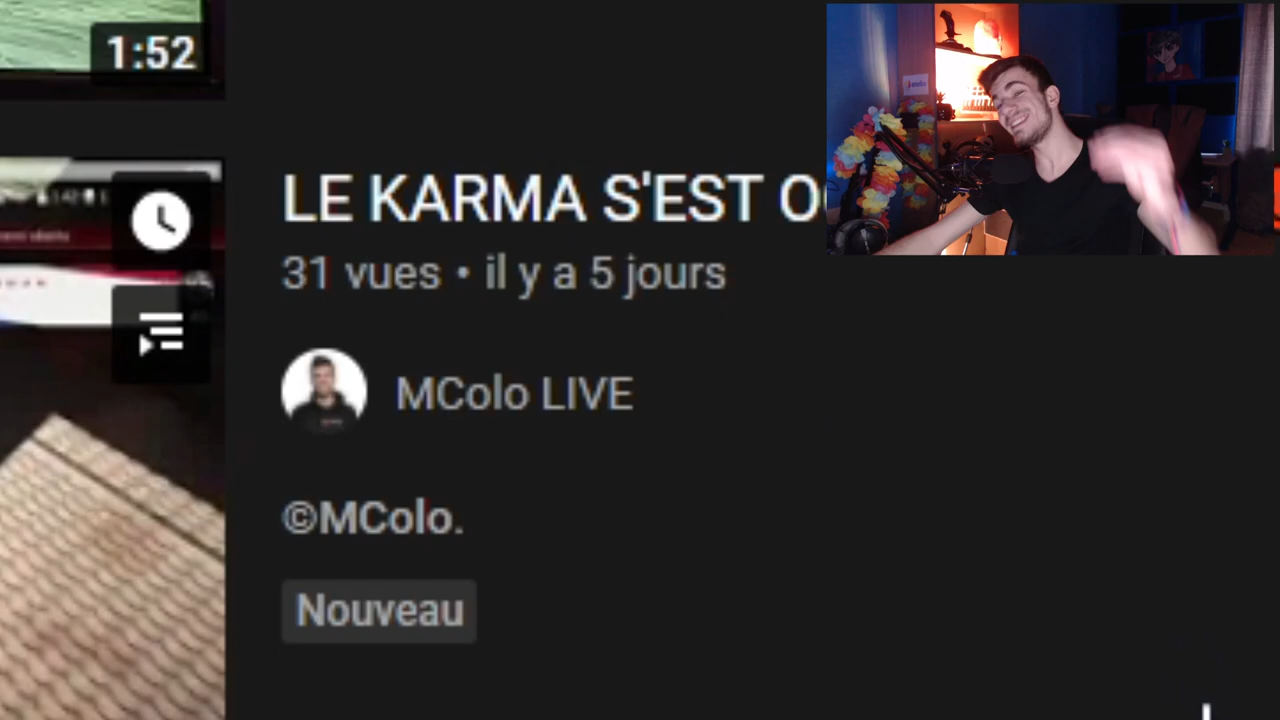 1:52
LE KARMA S'EST
31 vues • il y a 5 jours
MColo LIVE
©MColo.
Nouveau